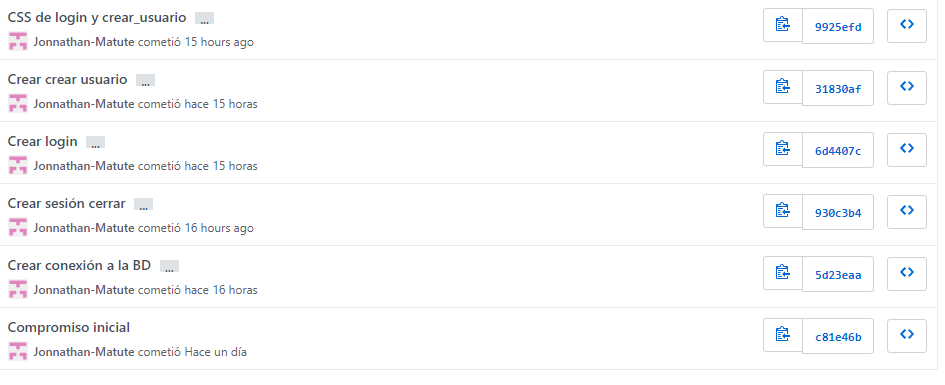 CSS de login y crear_usuario ...
Jonnathan-Matute cometió 15 hours ago
9925efd
Crear crear usuario ...
Jonnathan-Matute cometió hace 15 horas
31830af
Crear login ...
Jonnathan-Matute cometió hace 15 horas
6d4407c
Crear sesión cerrar ...
Jonnathan-Matute cometió 16 hours ago
930c3b4
Crear conexión a la BD ...
Jonnathan-Matute cometió hace 16 horas
5d23eaa
Compromiso inicial
Jonnathan-Matute cometió Hace un día
c81e46b